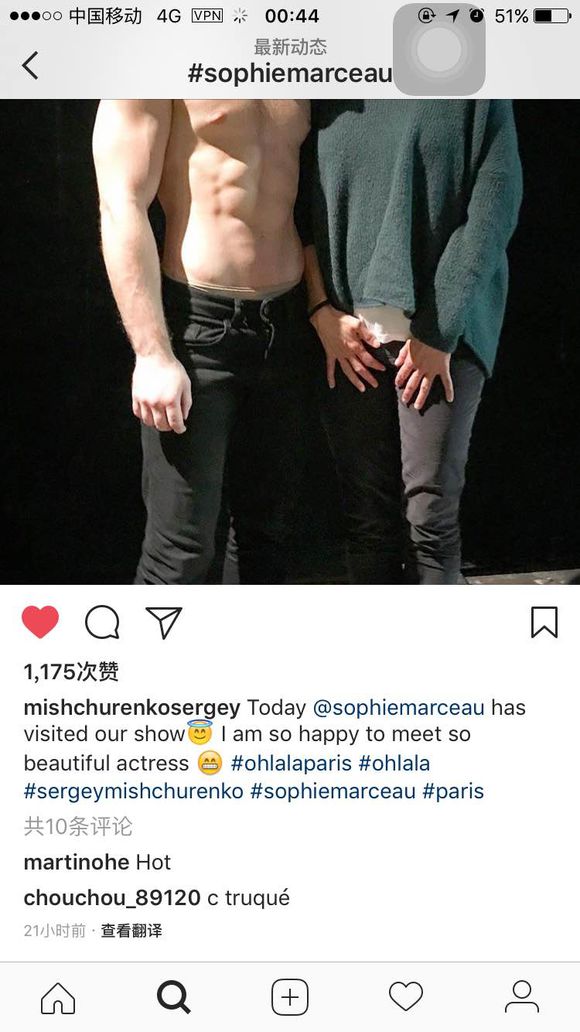 中国移动 4G VPN 00:44 51%
最新动态
#sophiemarceau
1,175次赞
mishchurenkosergey Today @sophiemarceau has
visited our show😇 I am so happy to meet so
beautiful actress 😁 #ohlalaparis #ohlala
#sergeymishchurenko #sophiemarceau #paris
共10条评论
martinohe Hot
chouchou_89120 c truqué
21小时前 · 查看翻译